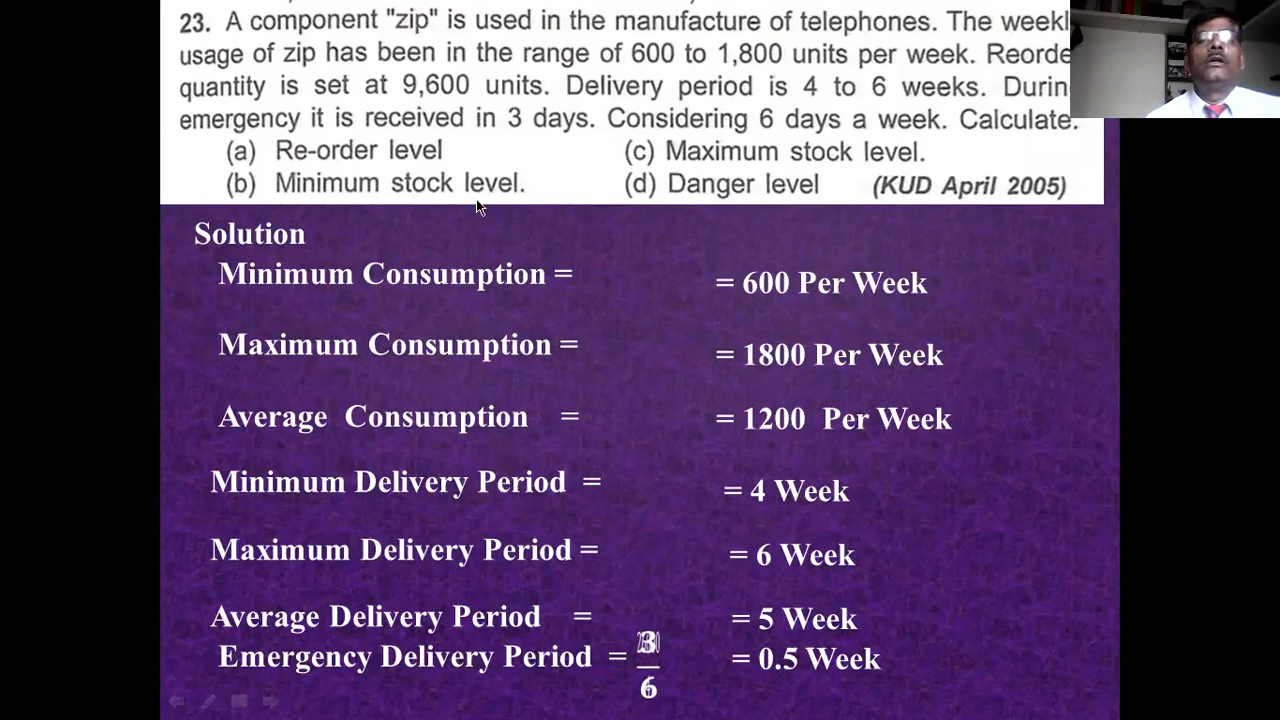 23. A component "zip" is used in the manufacture of telephones. The weekl
usage of zip has been in the range of 600 to 1,800 units per week. Reorde
quantity is set at 9,600 units. Delivery period is 4 to 6 weeks. Durin
emergency it is received in 3 days. Considering 6 days a week. Calculate.
(a) Re-order level (c) Maximum stock level.
(b) Minimum stock level. (d) Danger level (KUD April 2005)
Solution
Minimum Consumption = = 600 Per Week
Maximum Consumption = = 1800 Per Week
Average Consumption = = 1200 Per Week
Minimum Delivery Period = = 4 Week
Maximum Delivery Period = = 6 Week
Average Delivery Period = = 5 Week
Emergency Delivery Period = = 0.5 Week
6